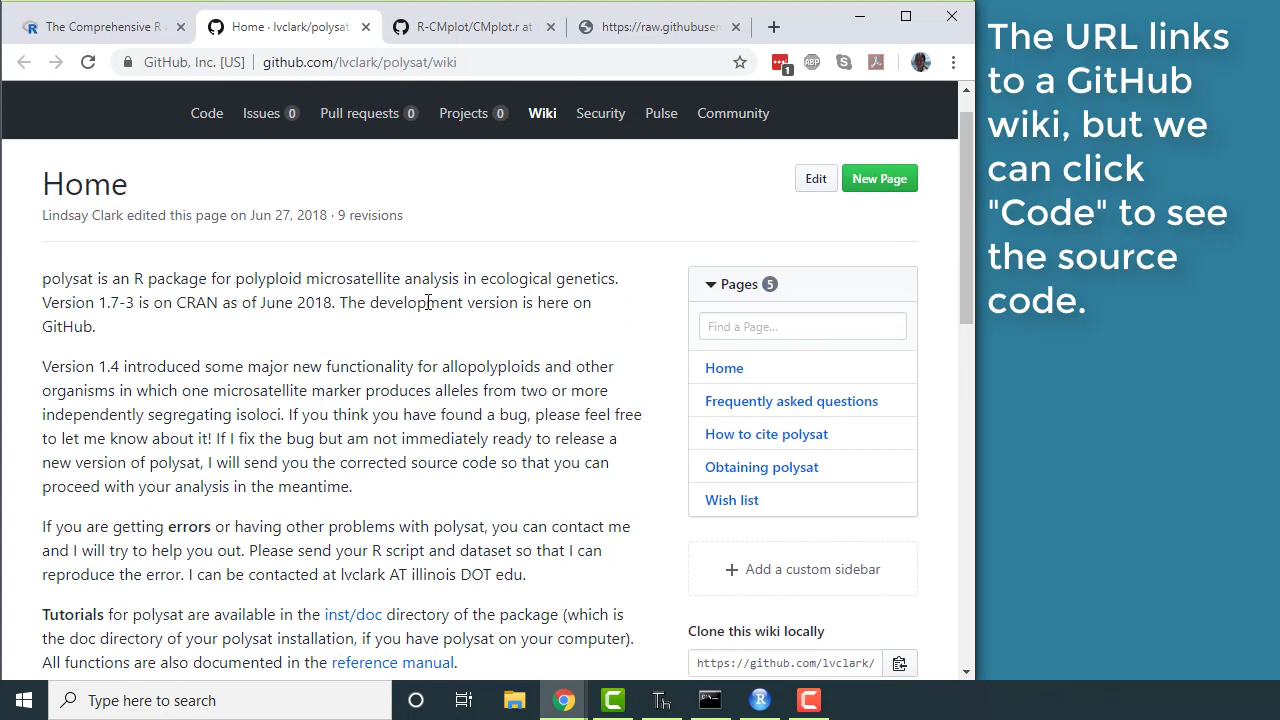 The Comprehensive R A
Home · lvclark/polysat
R-CMplot/CMplot.r at
https://raw.githubuser
GitHub, Inc. [US]
github.com/lvclark/polysat/wiki
1
ABP
Code
Issues 0
Pull requests 0
Projects 0
Wiki
Security
Pulse
Community
Home
Edit
New Page
Lindsay Clark edited this page on Jun 27, 2018 · 9 revisions
polysat is an R package for polyploid microsatellite analysis in ecological genetics.
Version 1.7-3 is on CRAN as of June 2018. The development version is here on
GitHub.
Version 1.4 introduced some major new functionality for allopolyploids and other
organisms in which one microsatellite marker produces alleles from two or more
independently segregating isoloci. If you think you have found a bug, please feel free
to let me know about it! If I fix the bug but am not immediately ready to release a
new version of polysat, I will send you the corrected source code so that you can
proceed with your analysis in the meantime.
If you are getting errors or having other problems with polysat, you can contact me
and I will try to help you out. Please send your R script and dataset so that I can
reproduce the error. I can be contacted at lvclark AT illinois DOT edu.
Tutorials for polysat are available in the inst/doc directory of the package (which is
the doc directory of your polysat installation, if you have polysat on your computer).
All functions are also documented in the reference manual.
Pages 5
Find a Page...
Home
Frequently asked questions
How to cite polysat
Obtaining polysat
Wish list
Add a custom sidebar
Clone this wiki locally
https://github.com/lvclark/
Type here to search
The URL links
to a GitHub
wiki, but we
can click
"Code" to see
the source
code.